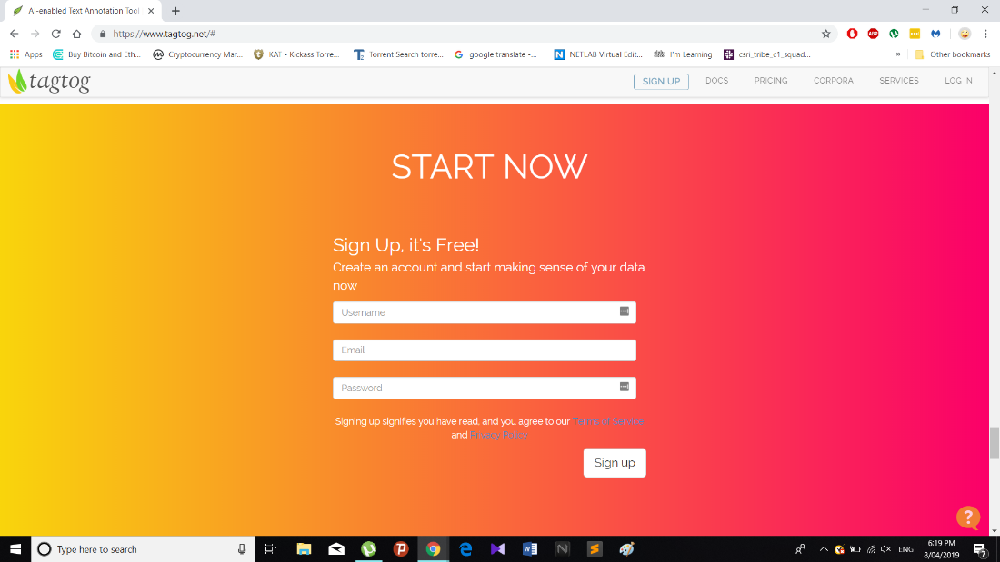 AI-enabled Text Annotation Tool
https://www.tagtog.net/#
ABP
Apps
Buy Bitcoin and Eth...
Cryptocurrency Mar...
KAT - Kickass Torre...
Torrent Search torre...
google translate -...
NETLAB Virtual Edit...
I'm Learning
csri_tribe_c1_squad...
»
Other bookmarks
tagtog
SIGN UP
DOCS
PRICING
CORPORA
SERVICES
LOG IN
START NOW
Sign Up, it's Free!
Create an account and start making sense of your data
now
Username
Email
Password
Signing up signifies you have read, and you agree to our Terms of Service
and Privacy Policy
Sign up
?
Type here to search
ENG
6:19 PM
8/04/2019
7